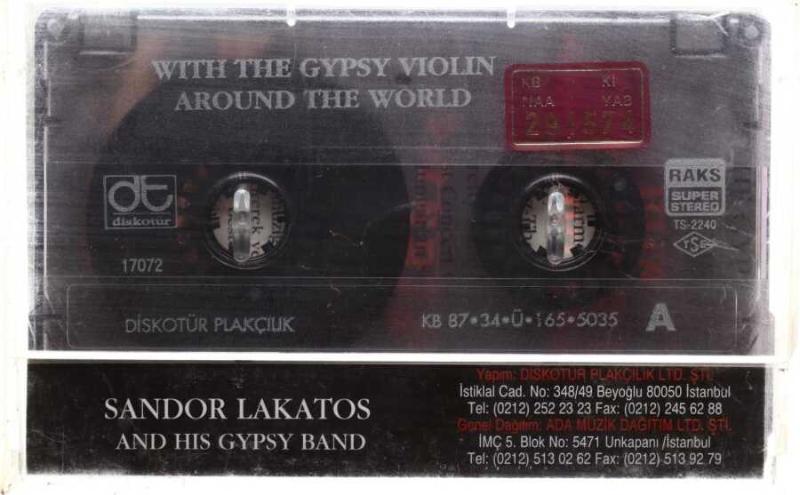 WITH THE GYPSY VIOLIN
AROUND THE WORLD
KB KI
NAA YAB
291574
dt
diskotür
17072
RAKS
SUPER
STEREO
TS-2240
TSE
DİSKOTÜR PLAKÇILIK
KB 87•34•Ü•165•5035
A
SANDOR LAKATOS
AND HIS GYPSY BAND
Yapım: DİSKOTÜR PLAKÇILIK LTD. ŞTİ.
İstiklal Cad. No: 348/49 Beyoğlu 80050 İstanbul
Tel: (0212) 252 23 23 Fax: (0212) 245 62 88
Genel Dağıtım: ADA MÜZİK DAĞITIM LTD. ŞTİ.
İMÇ 5. Blok No: 5471 Unkapanı /İstanbul
Tel: (0212) 513 02 62 Fax: (0212) 513 92 79